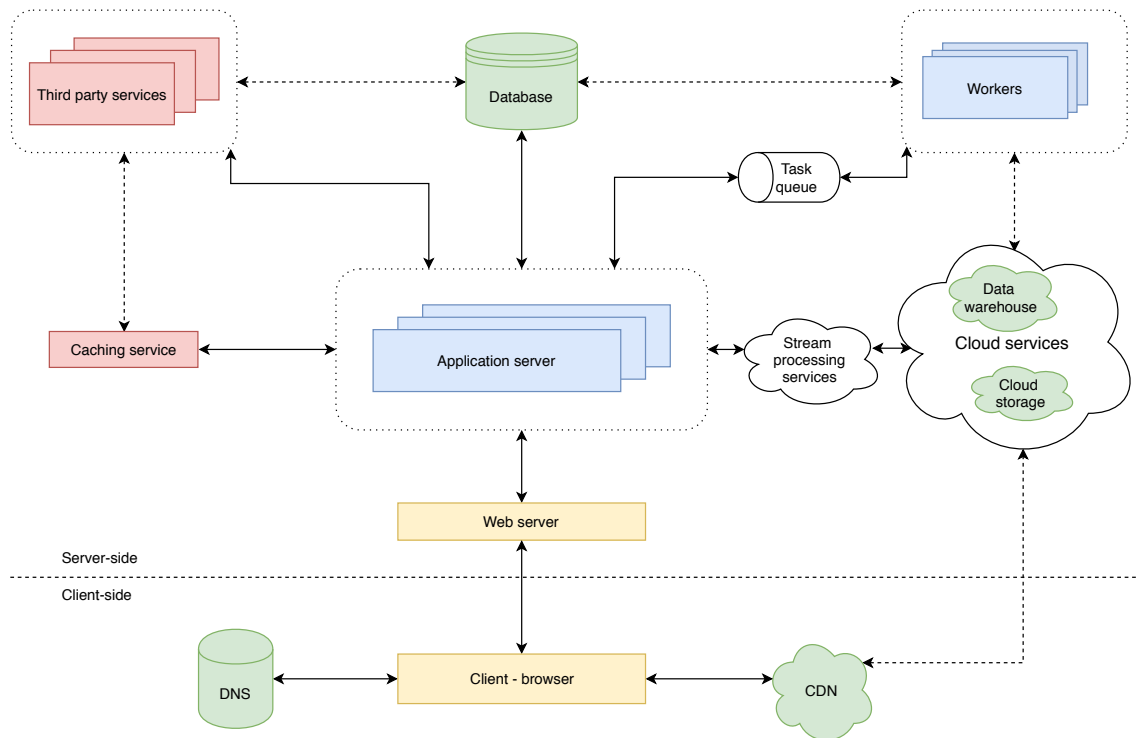 Third party services
Database
Workers
Task
queue
Data
warehouse
Cloud services
Cloud
storage
Caching service
Application server
Stream
processing
services
Web server
Server-side
Client-side
DNS
Client - browser
CDN